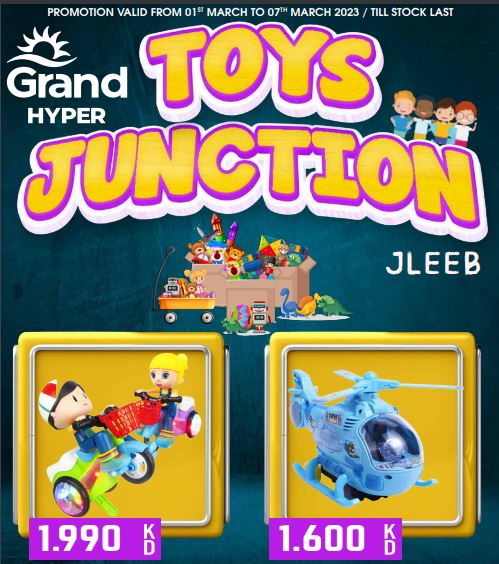 PROMOTION VALID FROM 01ST MARCH TO 07TH MARCH 2023 / TILL STOCK LAST
Grand
HYPER
TOYS
JUNCTION
JLEEB
1.990 KD
1.600 KD